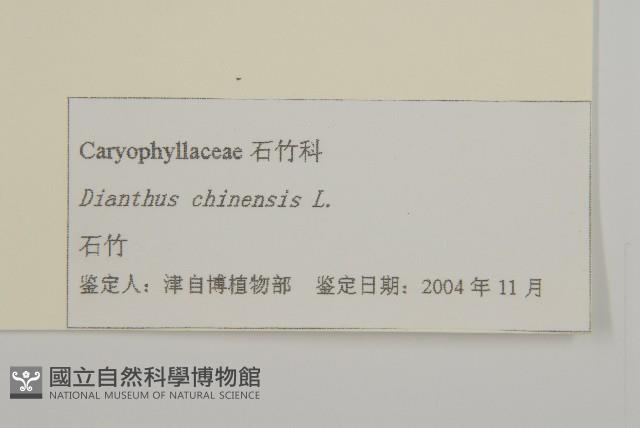 Caryophyllaceae 石竹科
Dianthus chinensis L.
石竹
鉴定人：津自博植物部 鉴定日期：2004 年 11 月
國立自然科學博物館
NATIONAL MUSEUM OF NATURAL SCIENCE